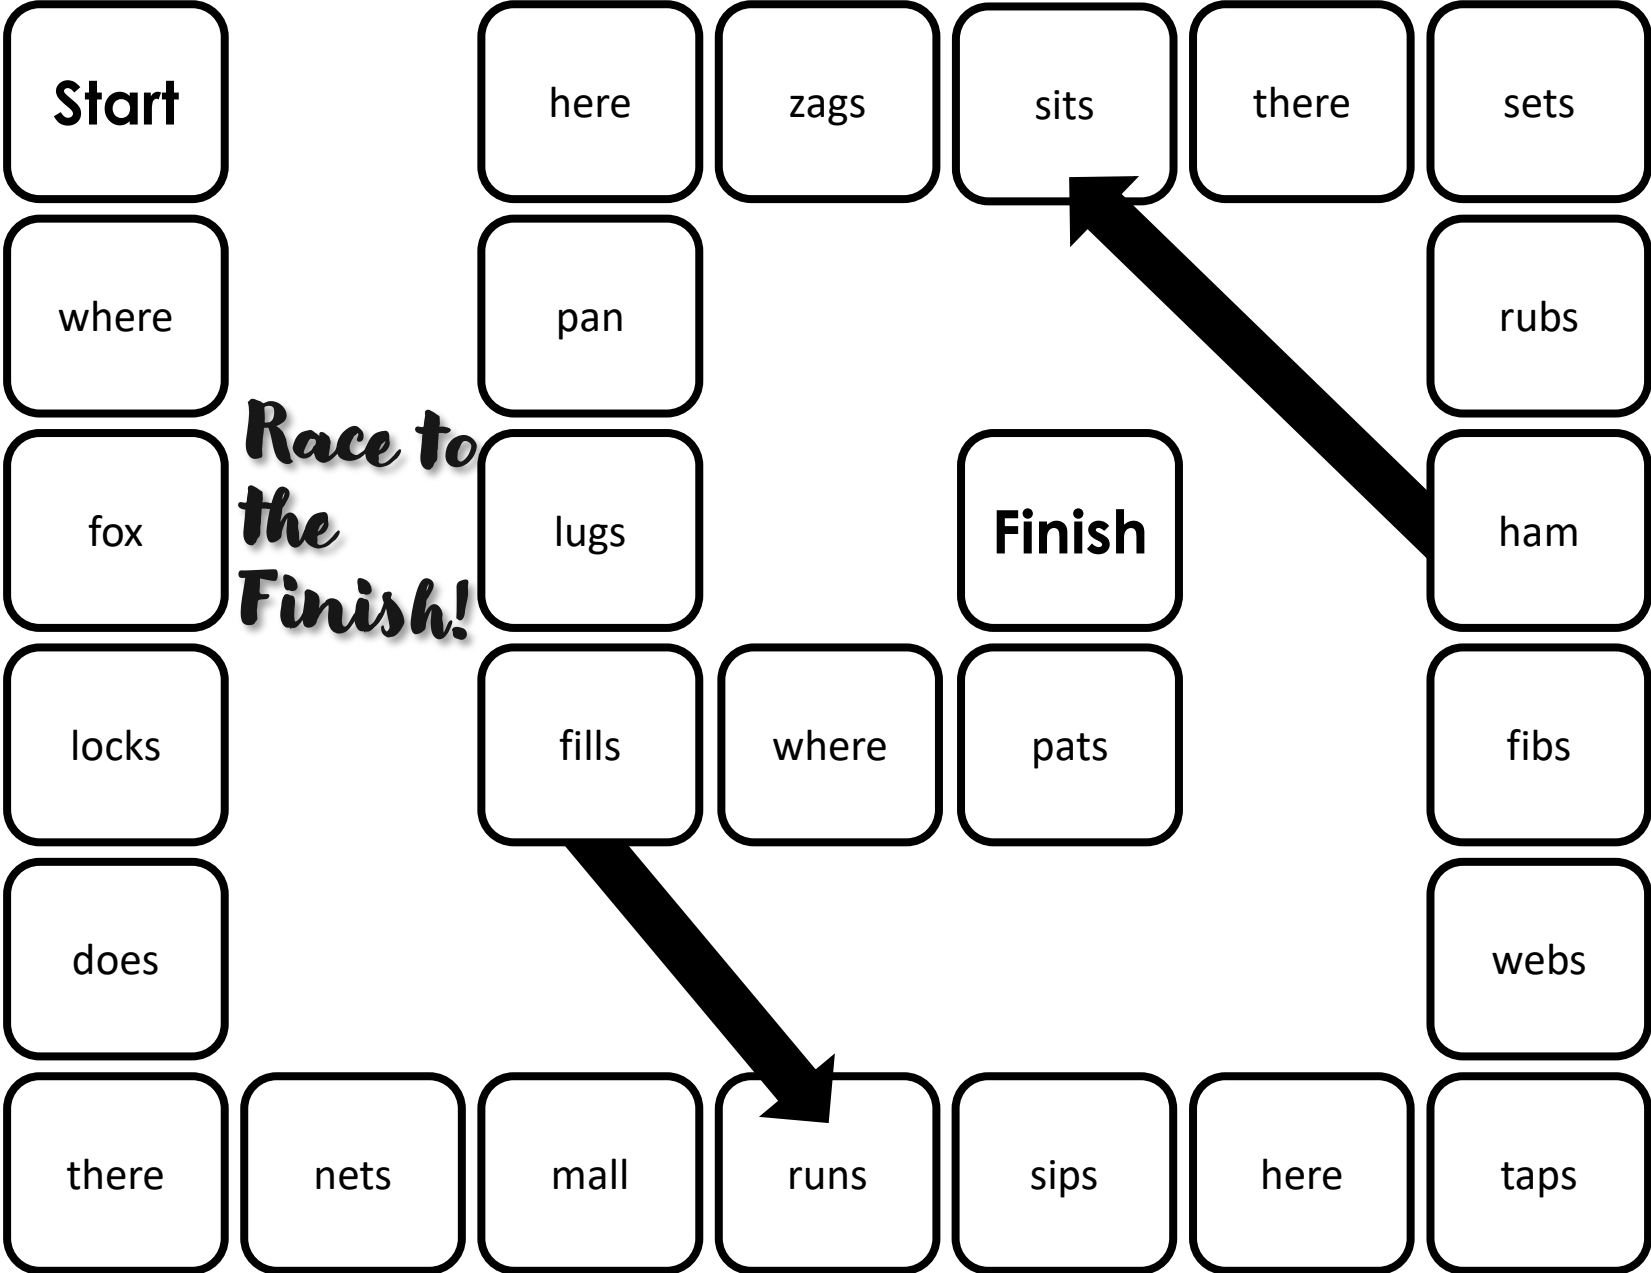 Start
here
zags
sits
there
sets
where
pan
rubs
Race to
the
Finish!
fox
lugs
Finish
ham
locks
fills
where
pats
fibs
does
webs
there
nets
mall
runs
sips
here
taps